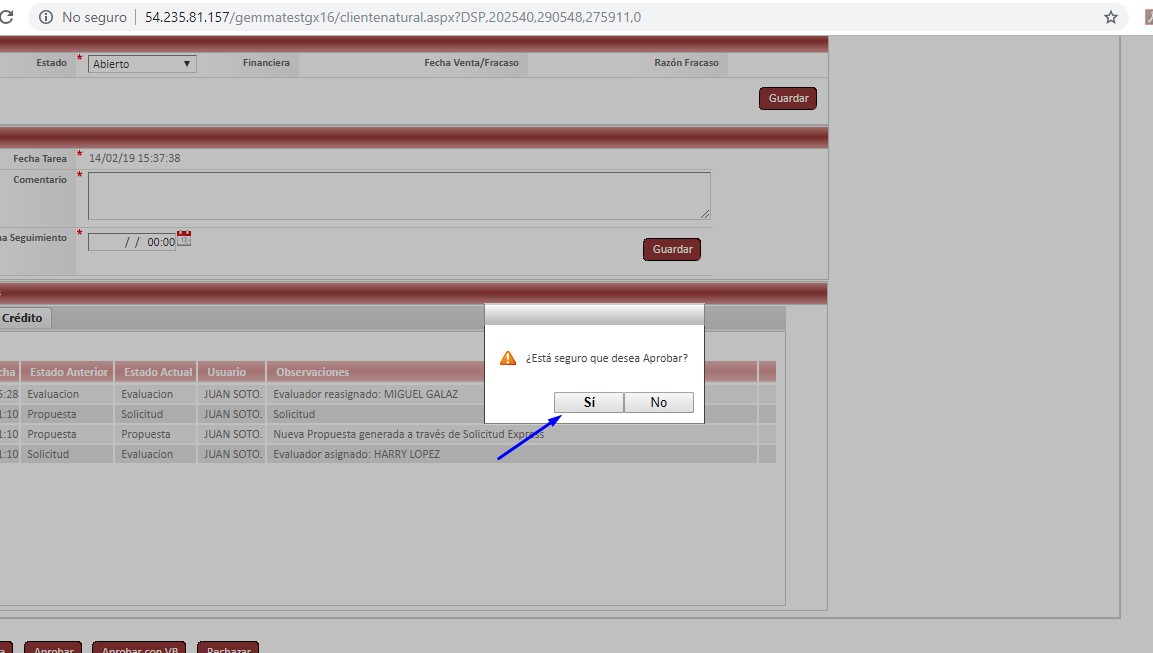 No seguro 54.235.81.157/gemmatestgx16/clientenatural.aspx?DSP,202540,290548,275911,0
Estado * Abierto Financiera Fecha Venta/Fracaso Razón Fracaso
Guardar
Fecha Tarea * 14/02/19 15:37:38
Comentario *
a Seguimiento * / / 00:00
Guardar
Crédito
¿Está seguro que desea Aprobar?
Sí No
cha Estado Anterior Estado Actual Usuario Observaciones
5:28 Evaluacion Evaluacion JUAN SOTO. Evaluador reasignado: MIGUEL GALAZ
1:10 Propuesta Solicitud JUAN SOTO. Solicitud
1:10 Propuesta Propuesta JUAN SOTO. Nueva Propuesta generada a través de Solicitud Express
1:10 Solicitud Evaluacion JUAN SOTO. Evaluador asignado: HARRY LOPEZ
a Aprobar Aprobar con VB Rechazar